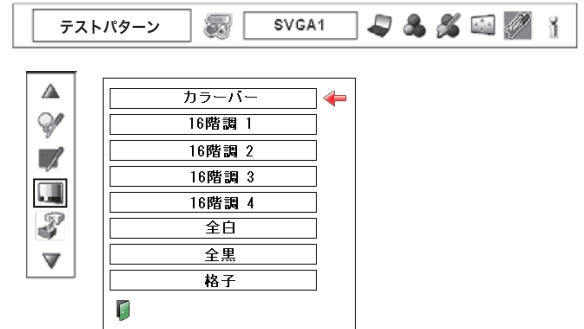 テストパターン SVGA1
カラーバー
16階調 1
16階調 2
16階調 3
16階調 4
全白
全黒
格子